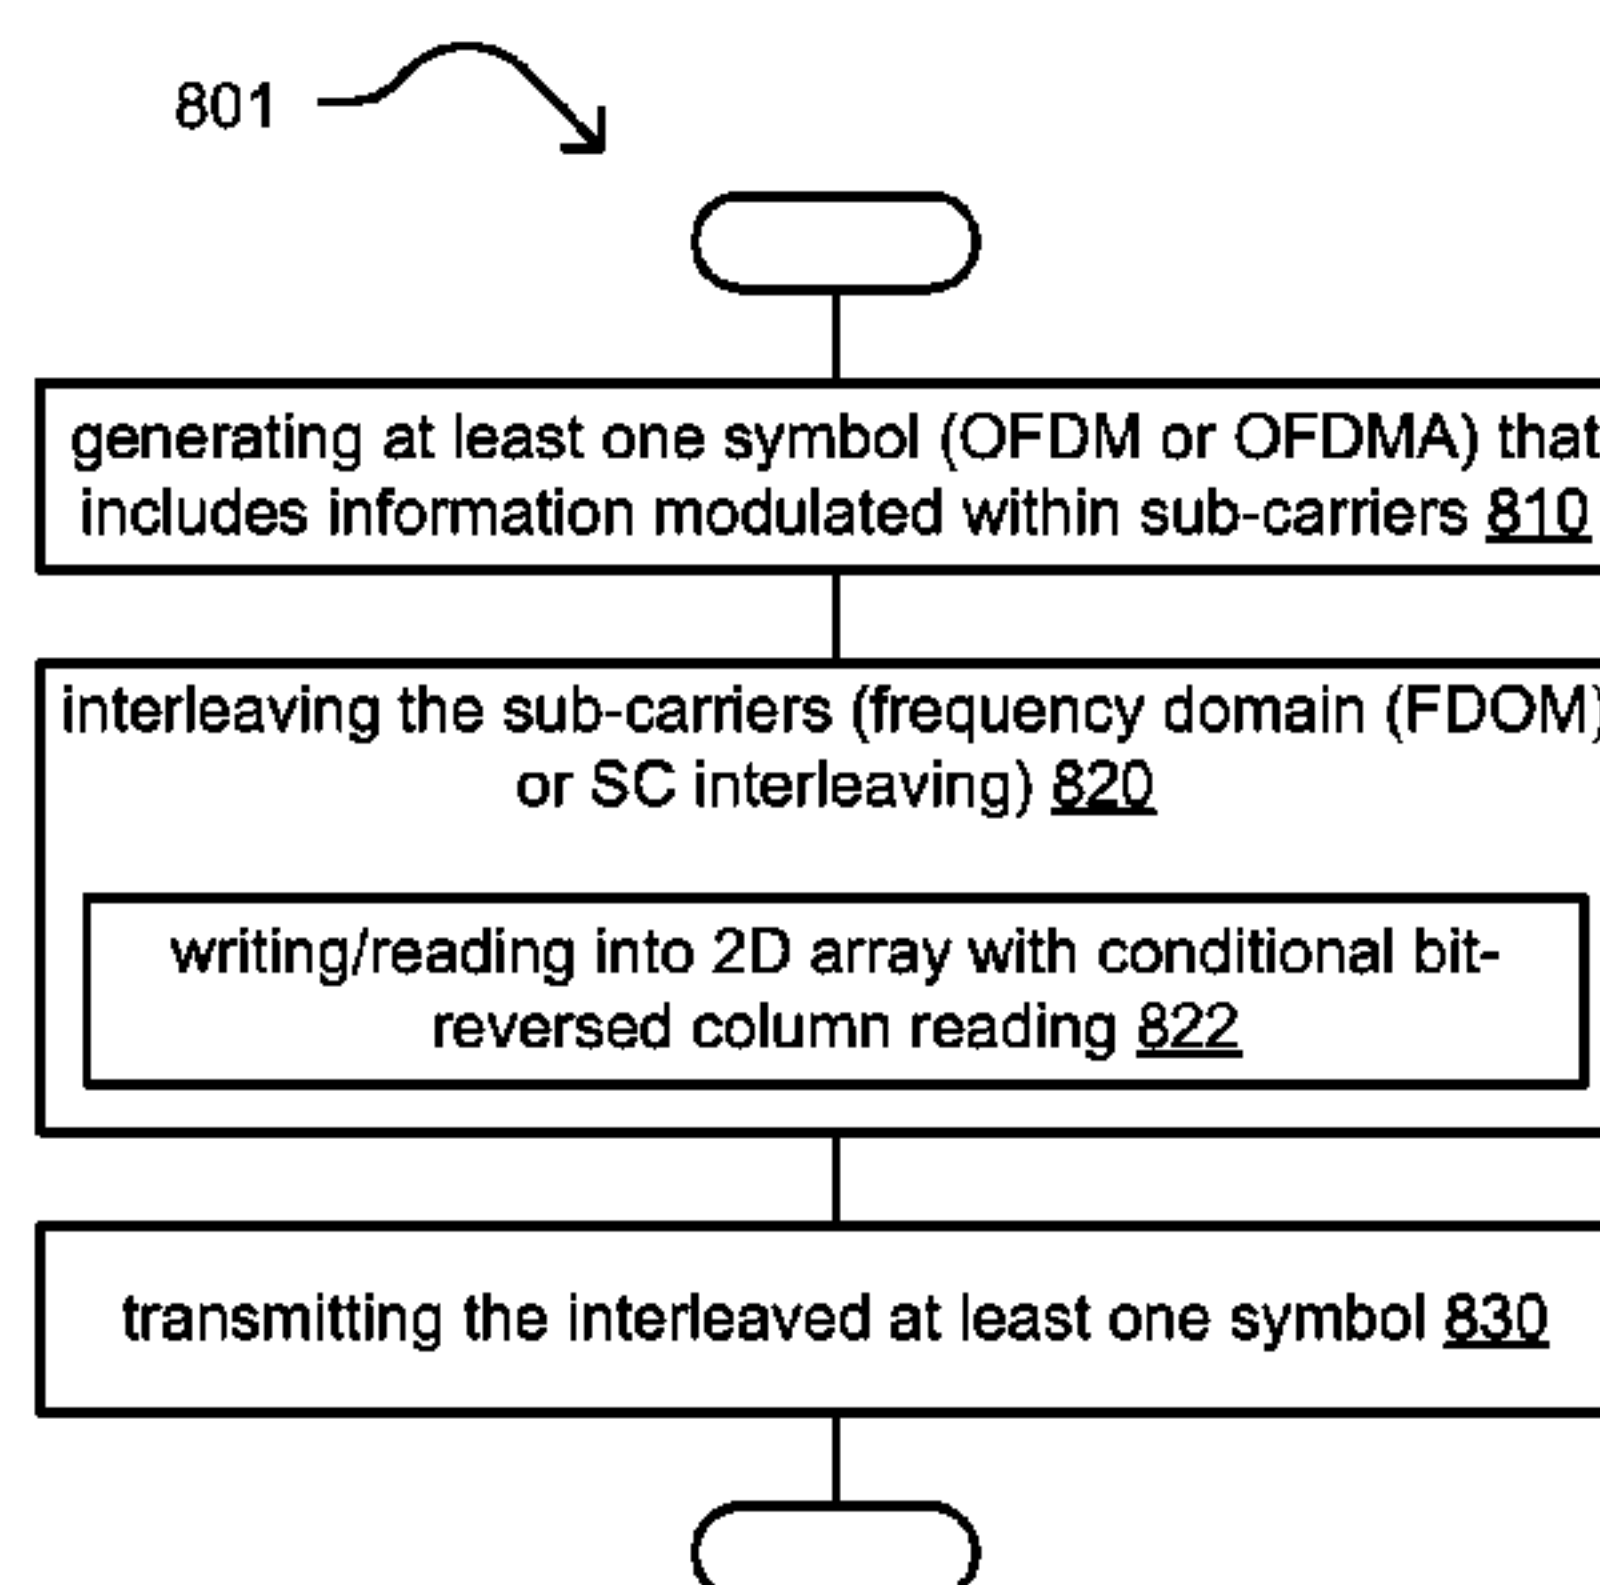 801
generating at least one symbol (OFDM or OFDMA) that
includes information modulated within sub-carriers 810
interleaving the sub-carriers (frequency domain (FDOM)
or SC interleaving) 820
writing/reading into 2D array with conditional bit-
reversed column reading 822
transmitting the interleaved at least one symbol 830